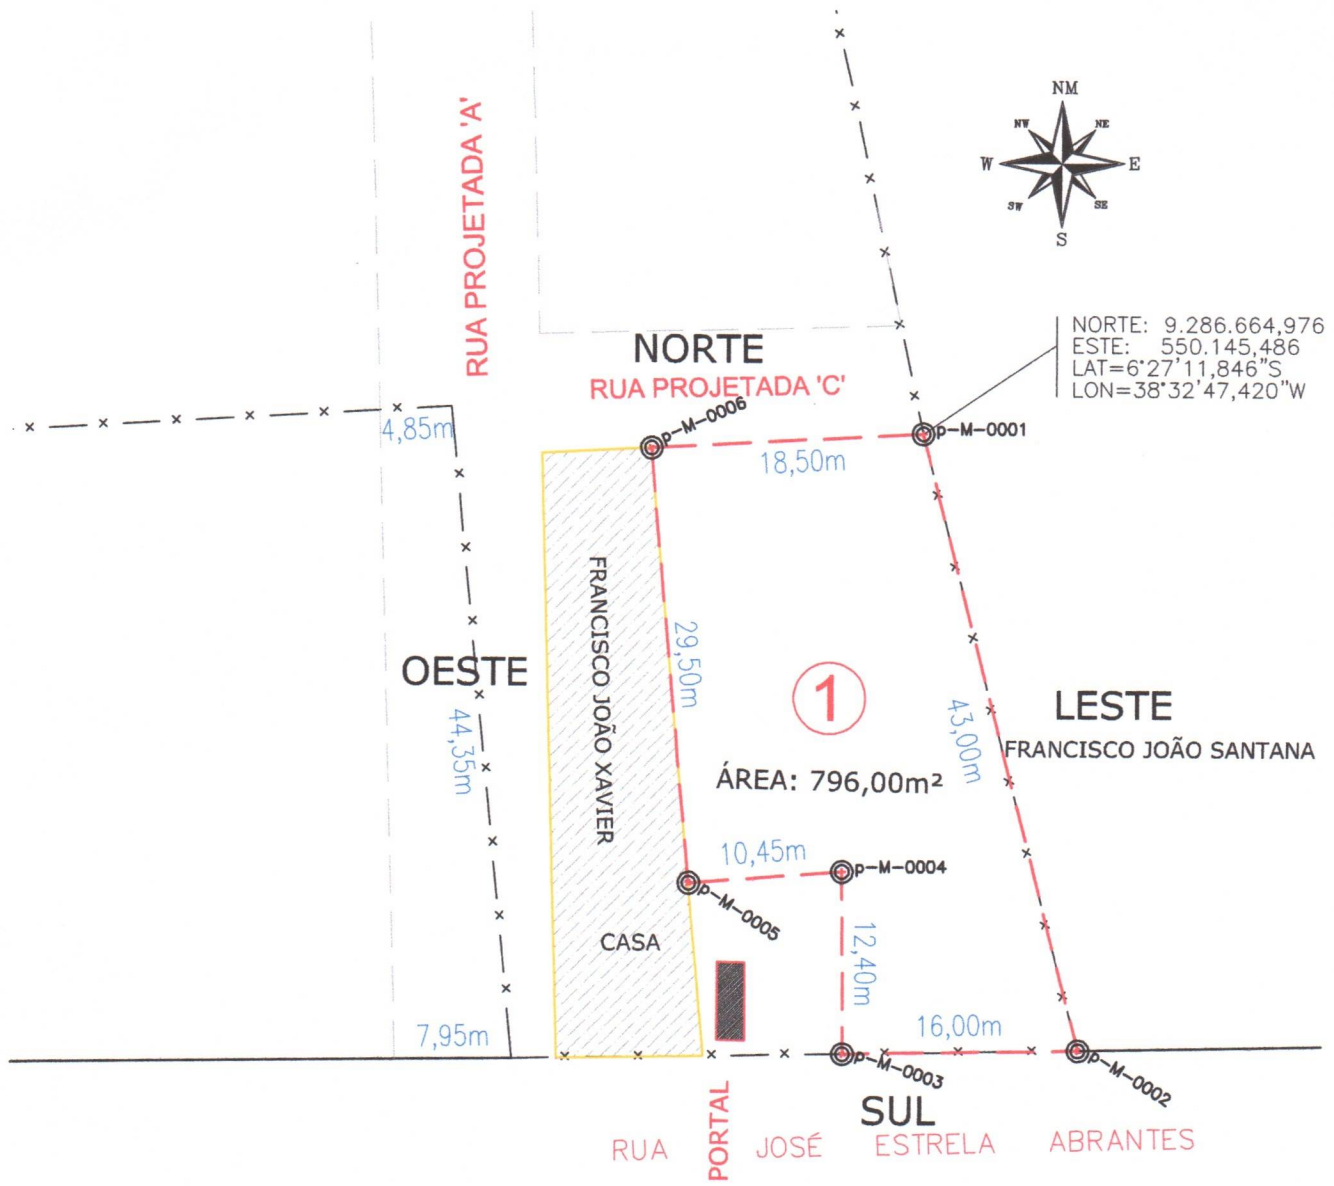 RUA PROJETADA 'A'
NM
NW
NE
W
E
SW
SE
S
NORTE: 9.286.664,976
ESTE: 550.145,486
LAT=6°27'11,846"S
LON=38°32'47,420"W
NORTE
RUA PROJETADA 'C'
p-M-0006
p-M-0001
4,85m
18,50m
FRANCISCO JOÃO XAVIER
29,50m
OESTE
44,35m
1
43,00m
LESTE
FRANCISCO JOÃO SANTANA
ÁREA: 796,00m²
10,45m
p-M-0004
p-M-0005
CASA
12,40m
7,95m
16,00m
p-M-0003
p-M-0002
SUL
PORTAL
RUA JOSÉ ESTRELA ABRANTES